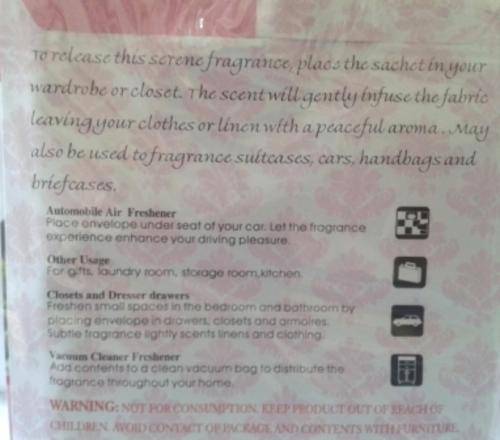 To release this serene fragrance, place the sachet in your
wardrobe or closet. The scent will gently infuse the fabric
leaving your clothes or linen with a peaceful aroma. May
also be used to fragrance suitcases, cars, handbags and
briefcases.
Automobile Air Freshener
Place envelope under seat of your car. Let the fragrance
experience enhance your driving pleasure.
Other Usage
For gifts, laundry room, storage room,kitchen.
Closets and Dresser drawers
Freshen small spaces in the bedroom and bathroom by
placing envelope in drawers, closets and armoires.
Subtle fragrance lightly scents linens and clothing.
Vacuum Cleaner Freshener
Add contents to a clean vacuum bag to distribute the
fragrance throughout your home.
WARNING: NOT FOR CONSUMPTION. KEEP PRODUCT OUT OF REACH OF
CHILDREN. AVOID CONTACT OF PACKAGE AND CONTENTS WITH FURNITURE,